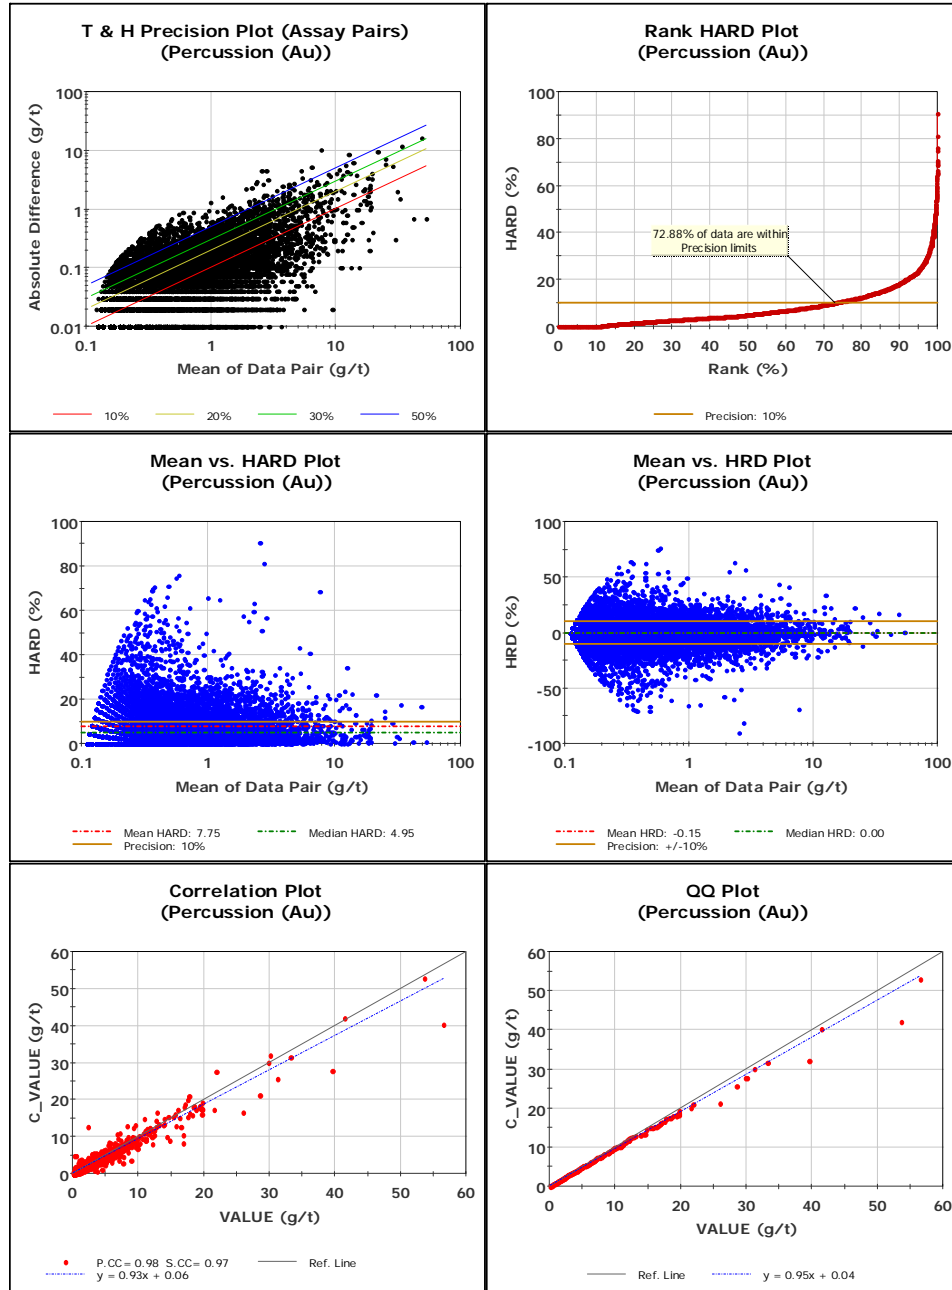 T & H Precision Plot (Assay Pairs)
(Percussion (Au))
Absolute Difference (g/t)
100
10
1
0.1
0.01
0.1
1
10
100
Mean of Data Pair (g/t)
10%
20%
30%
50%
Rank HARD Plot
(Percussion (Au))
HARD (%)
100
80
60
40
20
0
72.88% of data are within
Precision limits
0
10
20
30
40
50
60
70
80
90
100
Rank (%)
Precision: 10%
Mean vs. HARD Plot
(Percussion (Au))
HARD (%)
100
80
60
40
20
0
0.1
1
10
100
Mean of Data Pair (g/t)
Mean HARD: 7.75
Median HARD: 4.95
Precision: 10%
Mean vs. HRD Plot
(Percussion (Au))
HRD (%)
100
50
0
-50
-100
0.1
1
10
100
Mean of Data Pair (g/t)
Mean HRD: -0.15
Median HRD: 0.00
Precision: +/-10%
Correlation Plot
(Percussion (Au))
C_VALUE (g/t)
60
50
40
30
20
10
0
0
10
20
30
40
50
60
VALUE (g/t)
P.CC= 0.98 S.CC= 0.97
Ref. Line
y = 0.93x + 0.06
QQ Plot
(Percussion (Au))
C_VALUE (g/t)
60
50
40
30
20
10
0
0
10
20
30
40
50
60
VALUE (g/t)
Ref. Line
y = 0.95x + 0.04